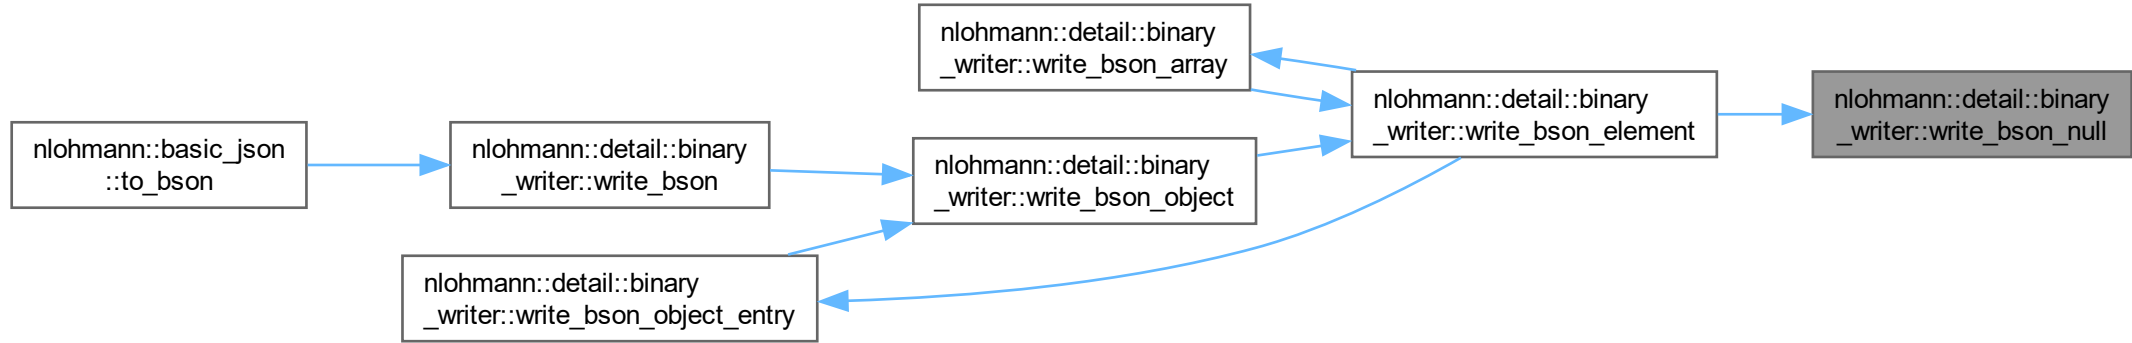 nlohmann::basic_json
::to_bson
nlohmann::detail::binary
_writer::write_bson
nlohmann::detail::binary
_writer::write_bson_object_entry
nlohmann::detail::binary
_writer::write_bson_array
nlohmann::detail::binary
_writer::write_bson_object
nlohmann::detail::binary
_writer::write_bson_element
nlohmann::detail::binary
_writer::write_bson_null